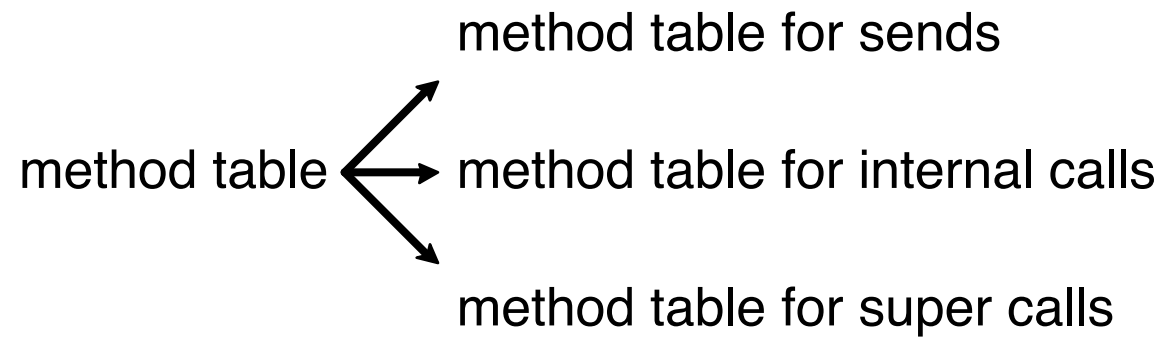 method table for sends
method table
method table for internal calls
method table for super calls